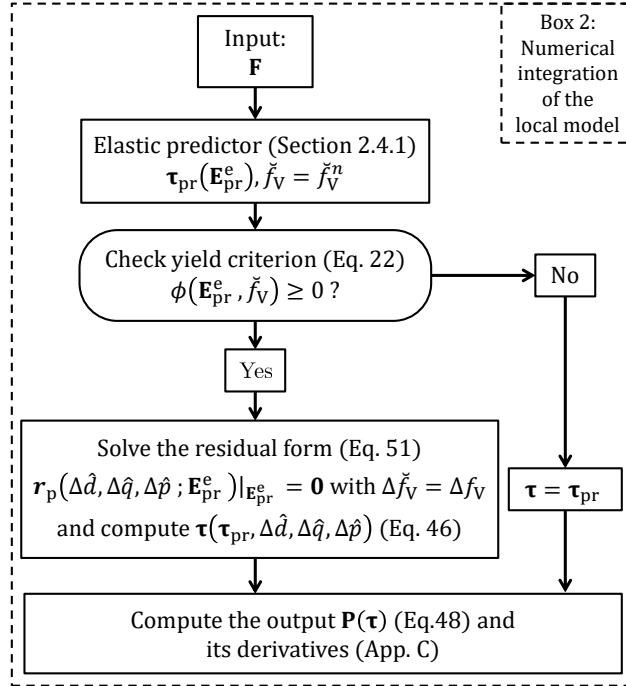 Box 2:
Numerical
integration
of the
local model
Input:
𝐅
Elastic predictor (Section 2.4.1)
𝛕pr(𝐄ᵉpr), f̆V = f̆ⁿV
Check yield criterion (Eq. 22)
ϕ(𝐄ᵉpr , f̆V) ≥ 0 ?
No
Yes
Solve the residual form (Eq. 51)
𝒓p(Δd̂, Δq̂, Δp̂ ; 𝐄ᵉpr)|𝐄ᵉpr = 𝟎 with Δf̆V = ΔfV
and compute 𝛕(𝛕pr, Δd̂, Δq̂, Δp̂) (Eq. 46)
𝛕 = 𝛕pr
Compute the output 𝐏(𝛕) (Eq.48) and
its derivatives (App. C)